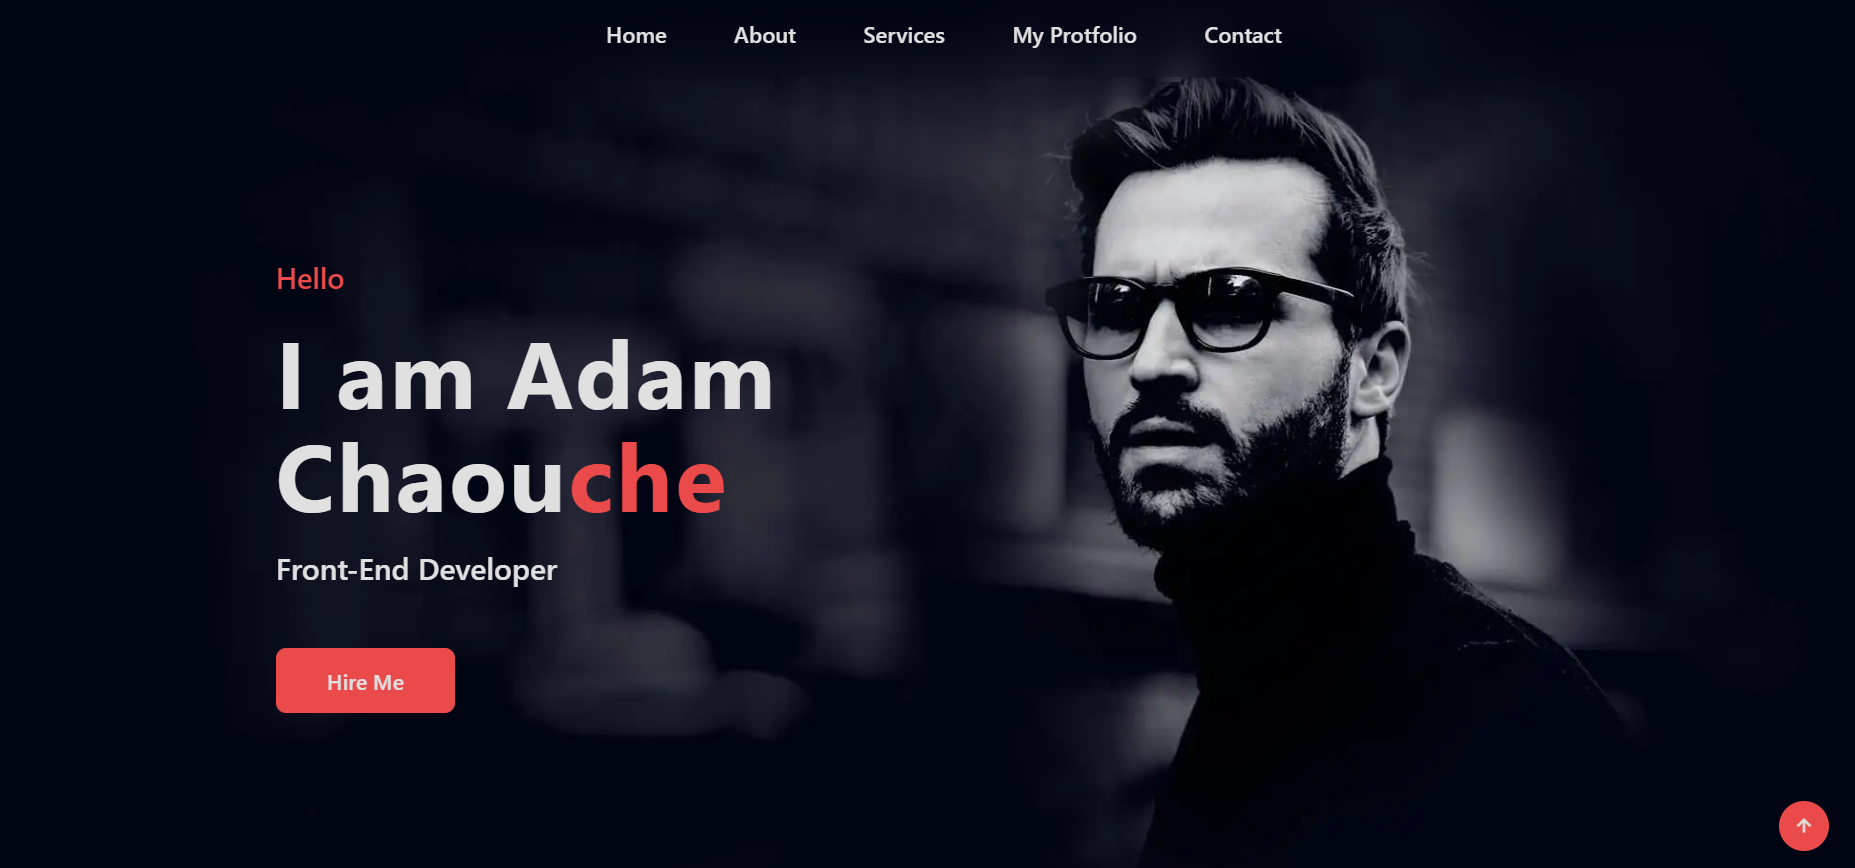 Home About Services My Protfolio Contact
Hello
I am Adam
Chaouche
Front-End Developer
Hire Me